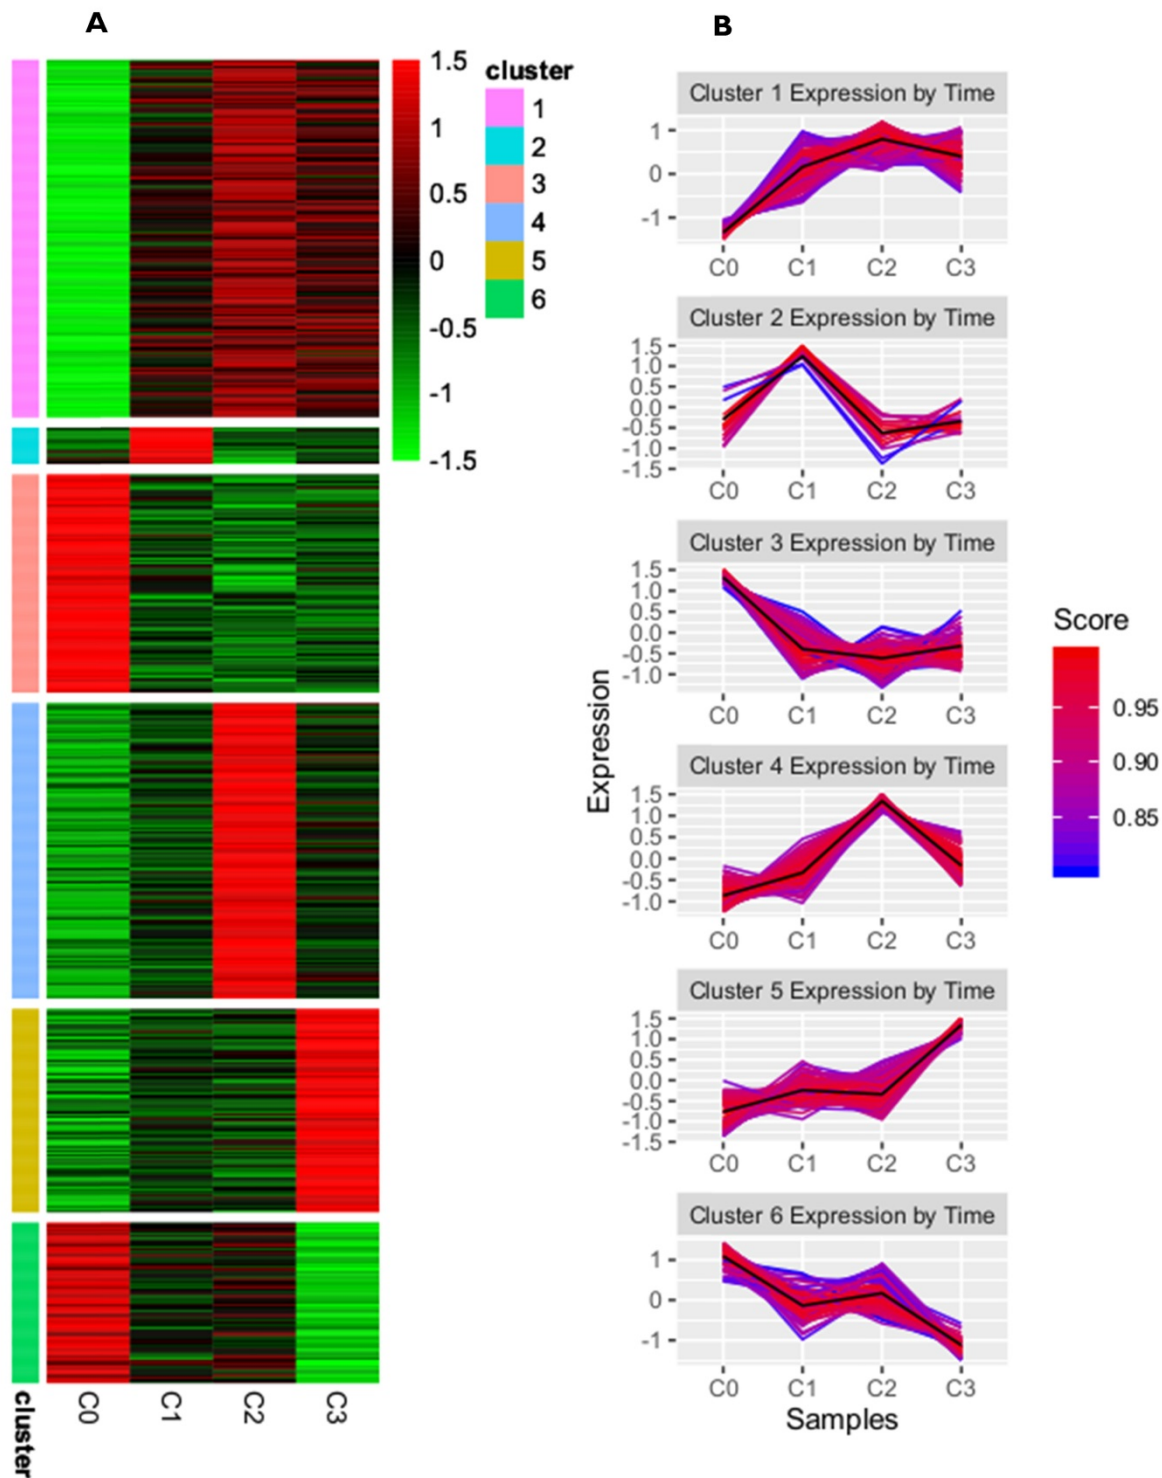 A
1.5
1
0.5
0
-0.5
-1
-1.5
cluster
1
2
3
4
5
6
C0
C1
C2
C3
cluster
B
Expression
Cluster 1 Expression by Time
1
0
-1
C0 C1 C2 C3
Cluster 2 Expression by Time
1.5
1.0
0.5
0.0
-0.5
-1.0
-1.5
C0 C1 C2 C3
Cluster 3 Expression by Time
1.5
1.0
0.5
0.0
-0.5
-1.0
C0 C1 C2 C3
Cluster 4 Expression by Time
1.5
1.0
0.5
0.0
-0.5
-1.0
C0 C1 C2 C3
Cluster 5 Expression by Time
1.5
1.0
0.5
0.0
-0.5
-1.0
-1.5
C0 C1 C2 C3
Cluster 6 Expression by Time
1
0
-1
C0 C1 C2 C3
Samples
Score
0.95
0.90
0.85